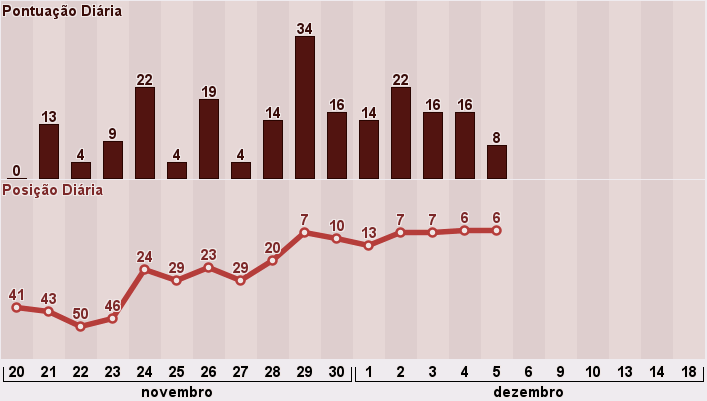 Pontuação Diária
0 13 4 9 22 4 19 4 14 34 16 14 22 16 16 8
Posição Diária
41 43 50 46 24 29 23 29 20 7 10 13 7 7 6 6
20 21 22 23 24 25 26 27 28 29 30 1 2 3 4 5 6 9 10 13 14 18
novembro dezembro